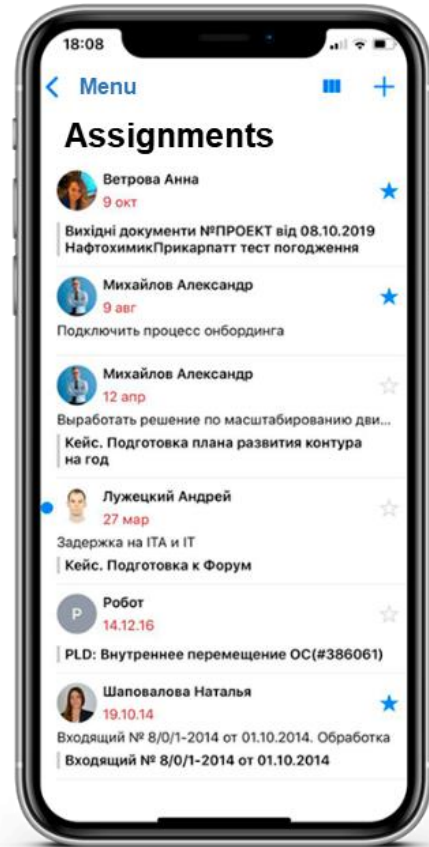 18:08
Menu
Assignments
Ветрова Анна
9 окт
Вихідні документи №ПРОЕКТ від 08.10.2019
НафтохимикПрикарпатт тест погодження
Михайлов Александр
9 авг
Подключить процесс онбординга
Михайлов Александр
12 апр
Выработать решение по масштабированию дви...
Кейс. Подготовка плана развития контура
на год
Лужецкий Андрей
27 мар
Задержка на ITA и IT
Кейс. Подготовка к Форум
Р
Робот
14.12.16
PLD: Внутреннее перемещение ОС(#386061)
Шаповалова Наталья
19.10.14
Входящий № 8/0/1-2014 от 01.10.2014. Обработка
Входящий № 8/0/1-2014 от 01.10.2014